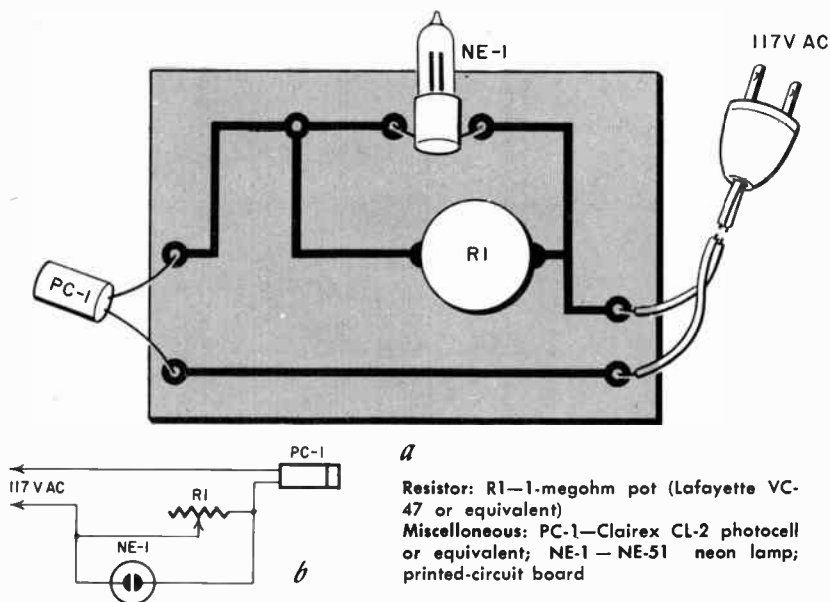 NE-1
117V AC
R1
PC-1
a
PC-1
117 V AC
R1
NE-1
b
Resistor: R1—1-megohm pot (Lafayette VC-
47 or equivalent)
Miscellaneous: PC-1—Clairex CL-2 photocell
or equivalent; NE-1 — NE-51 neon lamp;
printed-circuit board